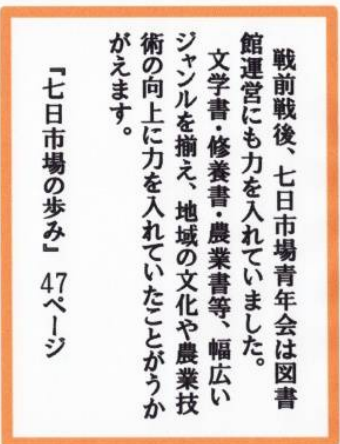 戦前戦後、七日市場青年会は図書
館運営にも力を入れていました。
文学書・修養書・農業書等、幅広い
ジャンルを揃え、地域の文化や農業技
術の向上に力を入れていたことがうか
がえます。
『七日市場の歩み』 47ページ